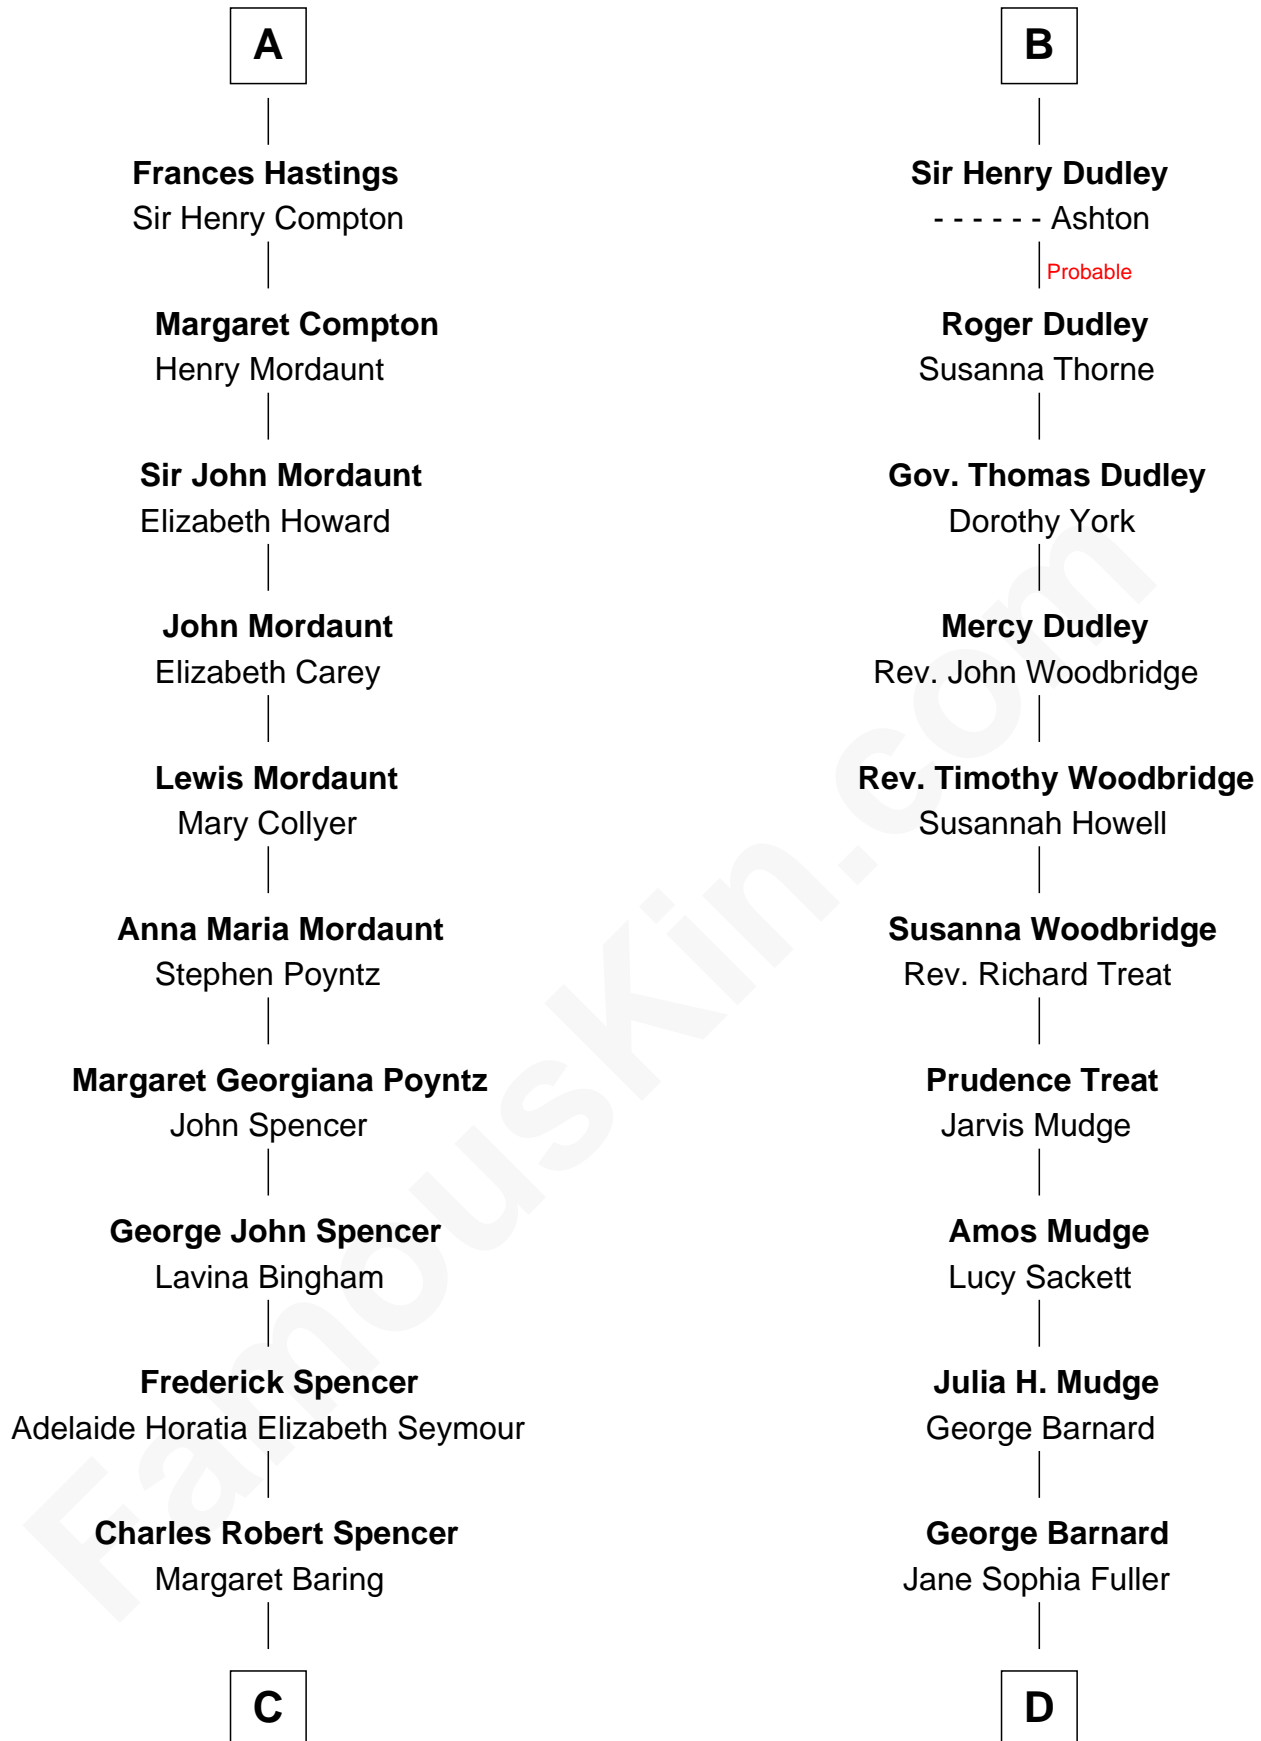 A
Frances Hastings
Sir Henry Compton
Margaret Compton
Henry Mordaunt
Sir John Mordaunt
Elizabeth Howard
John Mordaunt
Elizabeth Carey
Lewis Mordaunt
Mary Collyer
Anna Maria Mordaunt
Stephen Poyntz
Margaret Georgiana Poyntz
John Spencer
George John Spencer
Lavina Bingham
Frederick Spencer
Adelaide Horatia Elizabeth Seymour
Charles Robert Spencer
Margaret Baring
C
B
Sir Henry Dudley
- - - - - - Ashton
Probable
Roger Dudley
Susanna Thorne
Gov. Thomas Dudley
Dorothy York
Mercy Dudley
Rev. John Woodbridge
Rev. Timothy Woodbridge
Susannah Howell
Susanna Woodbridge
Rev. Richard Treat
Prudence Treat
Jarvis Mudge
Amos Mudge
Lucy Sackett
Julia H. Mudge
George Barnard
George Barnard
Jane Sophia Fuller
D
FamousKin.com